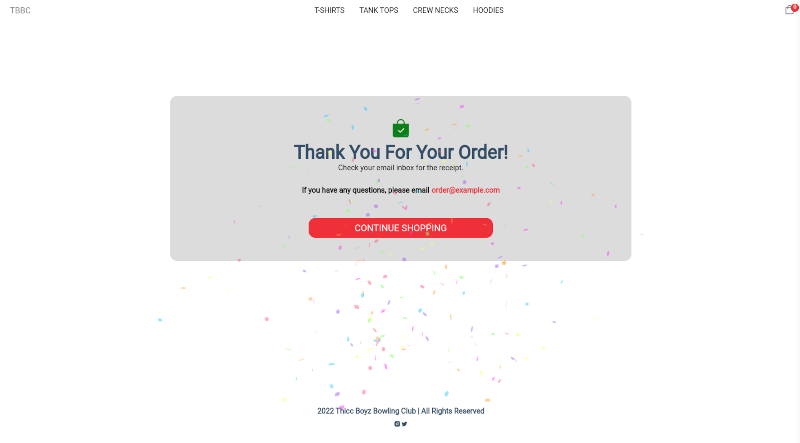 TBBC
T-SHIRTS TANK TOPS CREW NECKS HOODIES
0
Thank You For Your Order!
Check your email inbox for the receipt.
If you have any questions, please email order@example.com
CONTINUE SHOPPING
2022 Thicc Boyz Bowling Club | All Rights Reserved